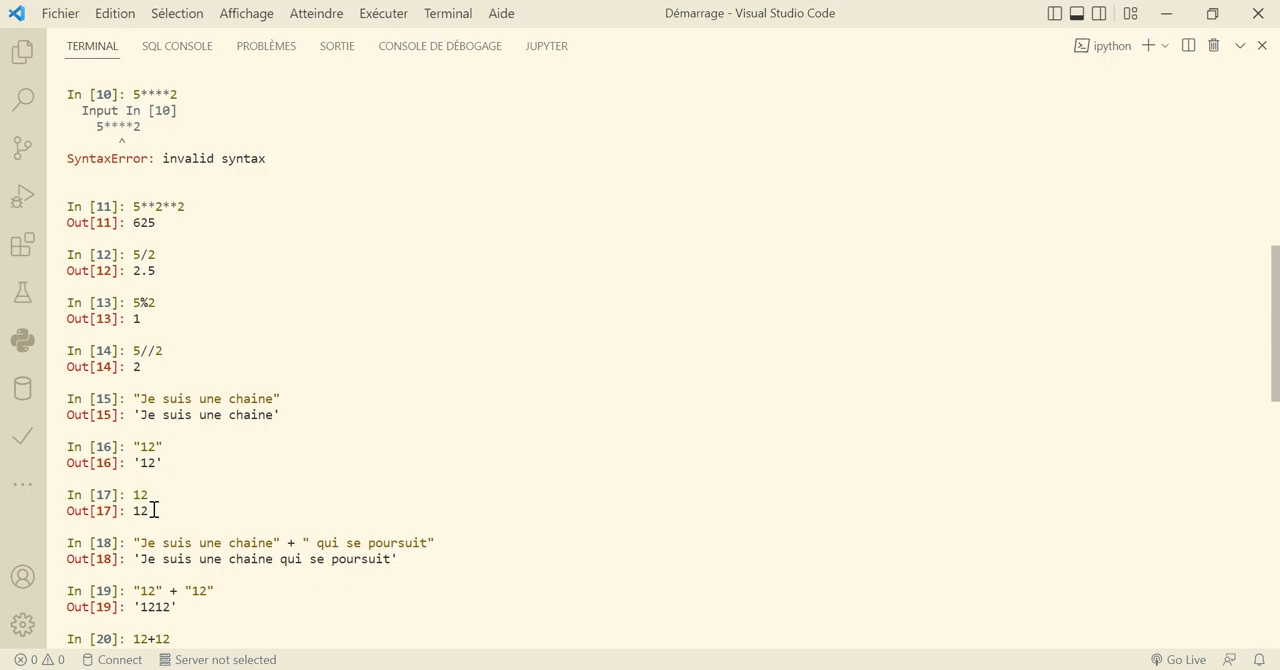 Fichier Edition Sélection Affichage Atteindre Exécuter Terminal Aide Démarrage - Visual Studio Code
TERMINAL SQL CONSOLE PROBLÈMES SORTIE CONSOLE DE DÉBOGAGE JUPYTER ipython
In [10]: 5****2
Input In [10]
5****2
^
SyntaxError: invalid syntax
In [11]: 5**2**2
Out[11]: 625
In [12]: 5/2
Out[12]: 2.5
In [13]: 5%2
Out[13]: 1
In [14]: 5//2
Out[14]: 2
In [15]: "Je suis une chaine"
Out[15]: 'Je suis une chaine'
In [16]: "12"
Out[16]: '12'
In [17]: 12
Out[17]: 12
In [18]: "Je suis une chaine" + " qui se poursuit"
Out[18]: 'Je suis une chaine qui se poursuit'
In [19]: "12" + "12"
Out[19]: '1212'
In [20]: 12+12
0 0 Connect Server not selected Go Live